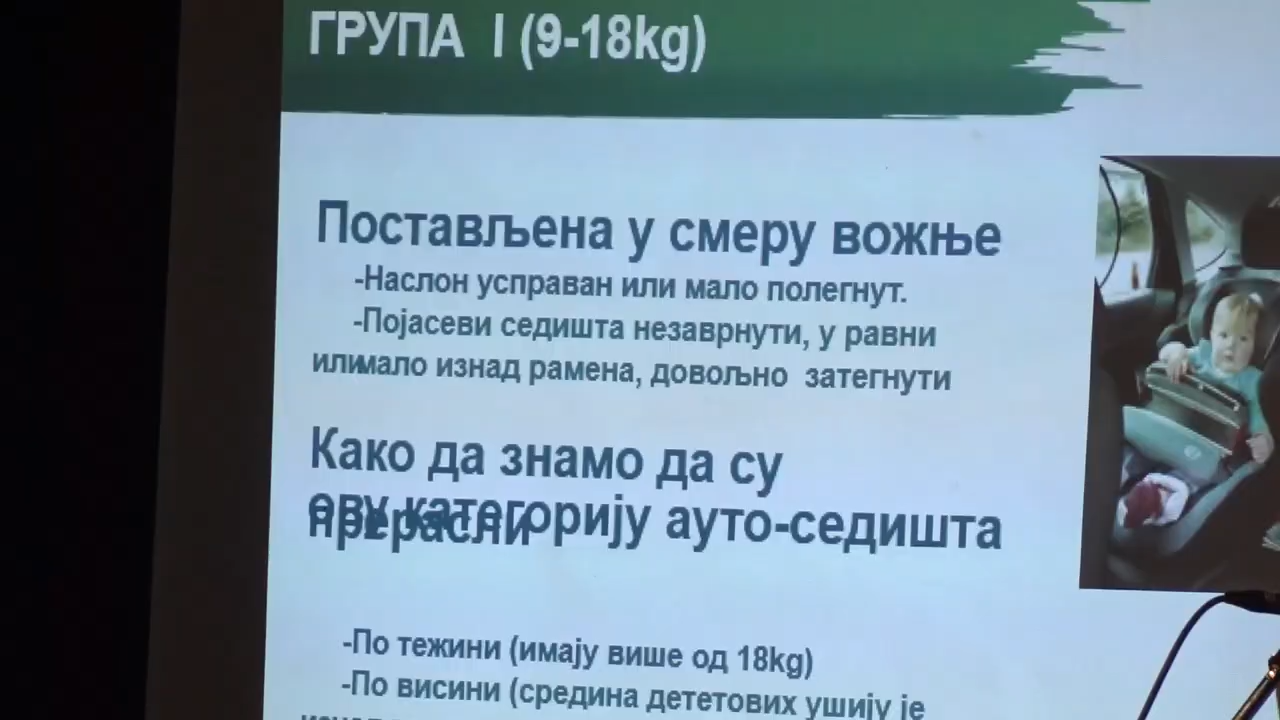 ГРУПА I (9-18kg)
Постављена у смеру вожње
-Наслон усправан или мало полегнут.
-Појасеви седишта незаврнути, у равни
илимало изнад рамена, довољно затегнути
Како да знамо да су
прерасли
ову категорију ауто-седишта
-По тежини (имају више од 18kg)
-По висини (средина дететових ушију је